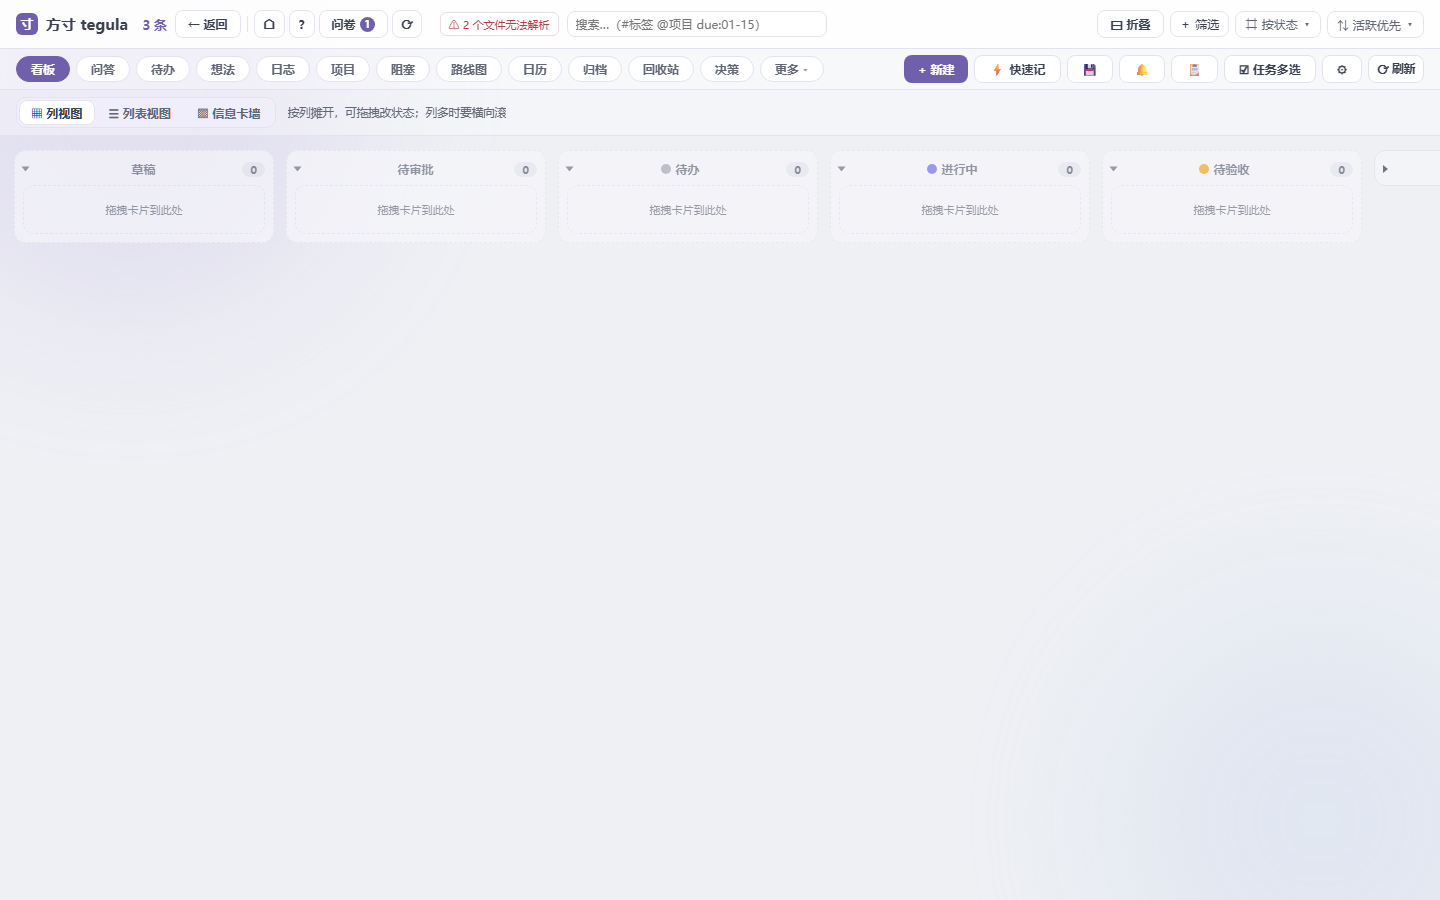 寸 方寸 tegula 3 条 ← 返回 ? 问卷 1 ⚠ 2 个文件无法解析 搜索... (#标签 @项目 due:01-15) 折叠 + 筛选 按状态 活跃优先
看板 问答 待办 想法 日志 项目 阻塞 路线图 日历 归档 回收站 决策 更多 + 新建 快速记 任务多选 刷新
列视图 列表视图 信息卡墙 按列摊开，可拖拽改状态；列多时要横向滚
草稿 0 待审批 0 待办 0 进行中 0 待验收 0
拖拽卡片到此处 拖拽卡片到此处 拖拽卡片到此处 拖拽卡片到此处 拖拽卡片到此处